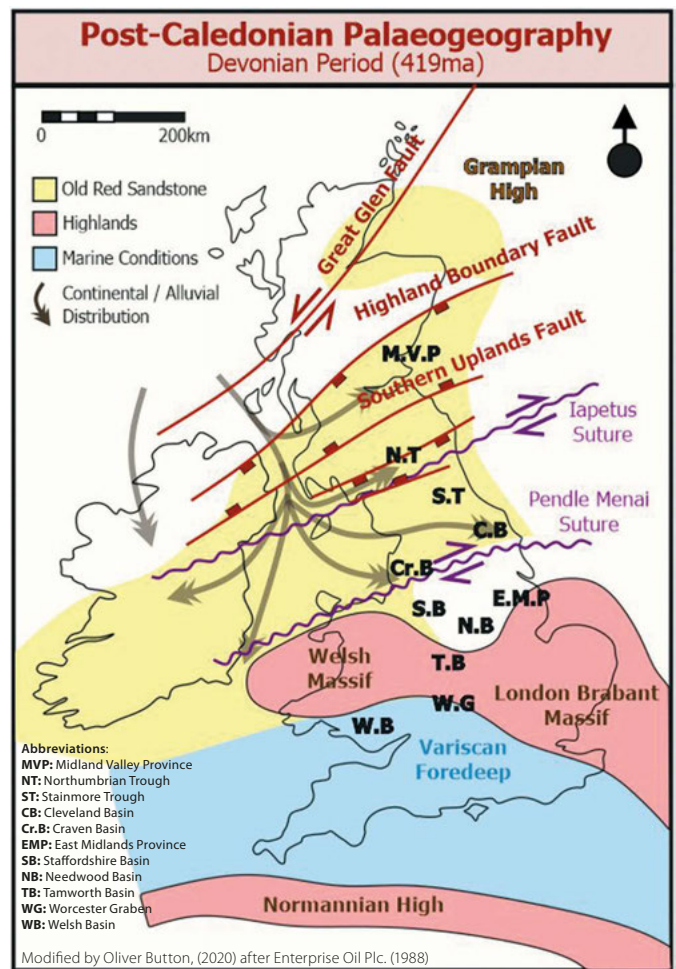 Post-Caledonian Palaeogeography
Devonian Period (419ma)
0 200km
Old Red Sandstone
Highlands
Marine Conditions
Continental / Alluvial
Distribution
Great Glen Fault
Grampian
High
Highland Boundary Fault
M.V.P
Southern Uplands Fault
Iapetus
Suture
N.T
S.T
Pendle Menai
Suture
C.B
Cr.B
E.M.P
S.B
N.B
Welsh
Massif
T.B
London Brabant
Massif
W.G
W.B
Variscan
Foredeep
Abbreviations:
MVP: Midland Valley Province
NT: Northumbrian Trough
ST: Stainmore Trough
CB: Cleveland Basin
Cr.B: Craven Basin
EMP: East Midlands Province
SB: Staffordshire Basin
NB: Needwood Basin
TB: Tamworth Basin
WG: Worcester Graben
WB: Welsh Basin
Normannian High
Modified by Oliver Button, (2020) after Enterprise Oil Plc. (1988)